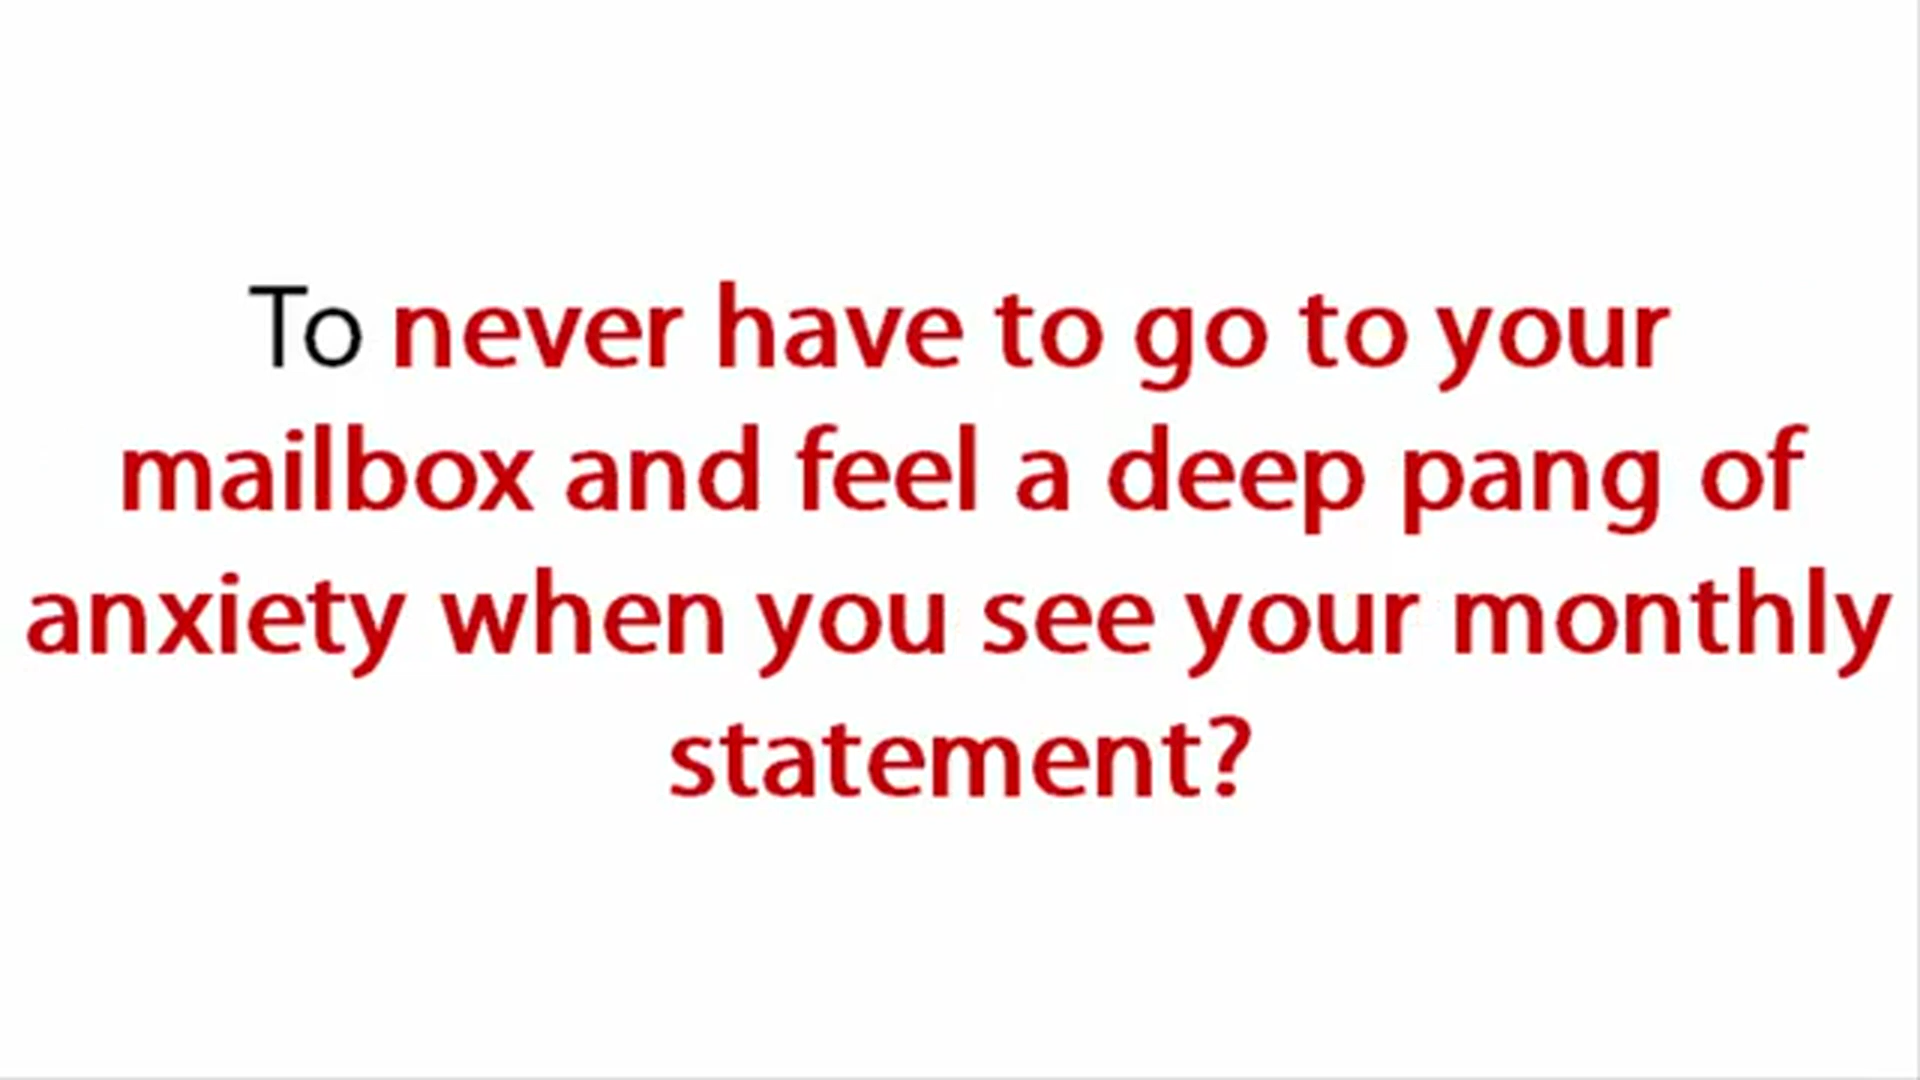 To never have to go to your
mailbox and feel a deep pang of
anxiety when you see your monthly
statement?